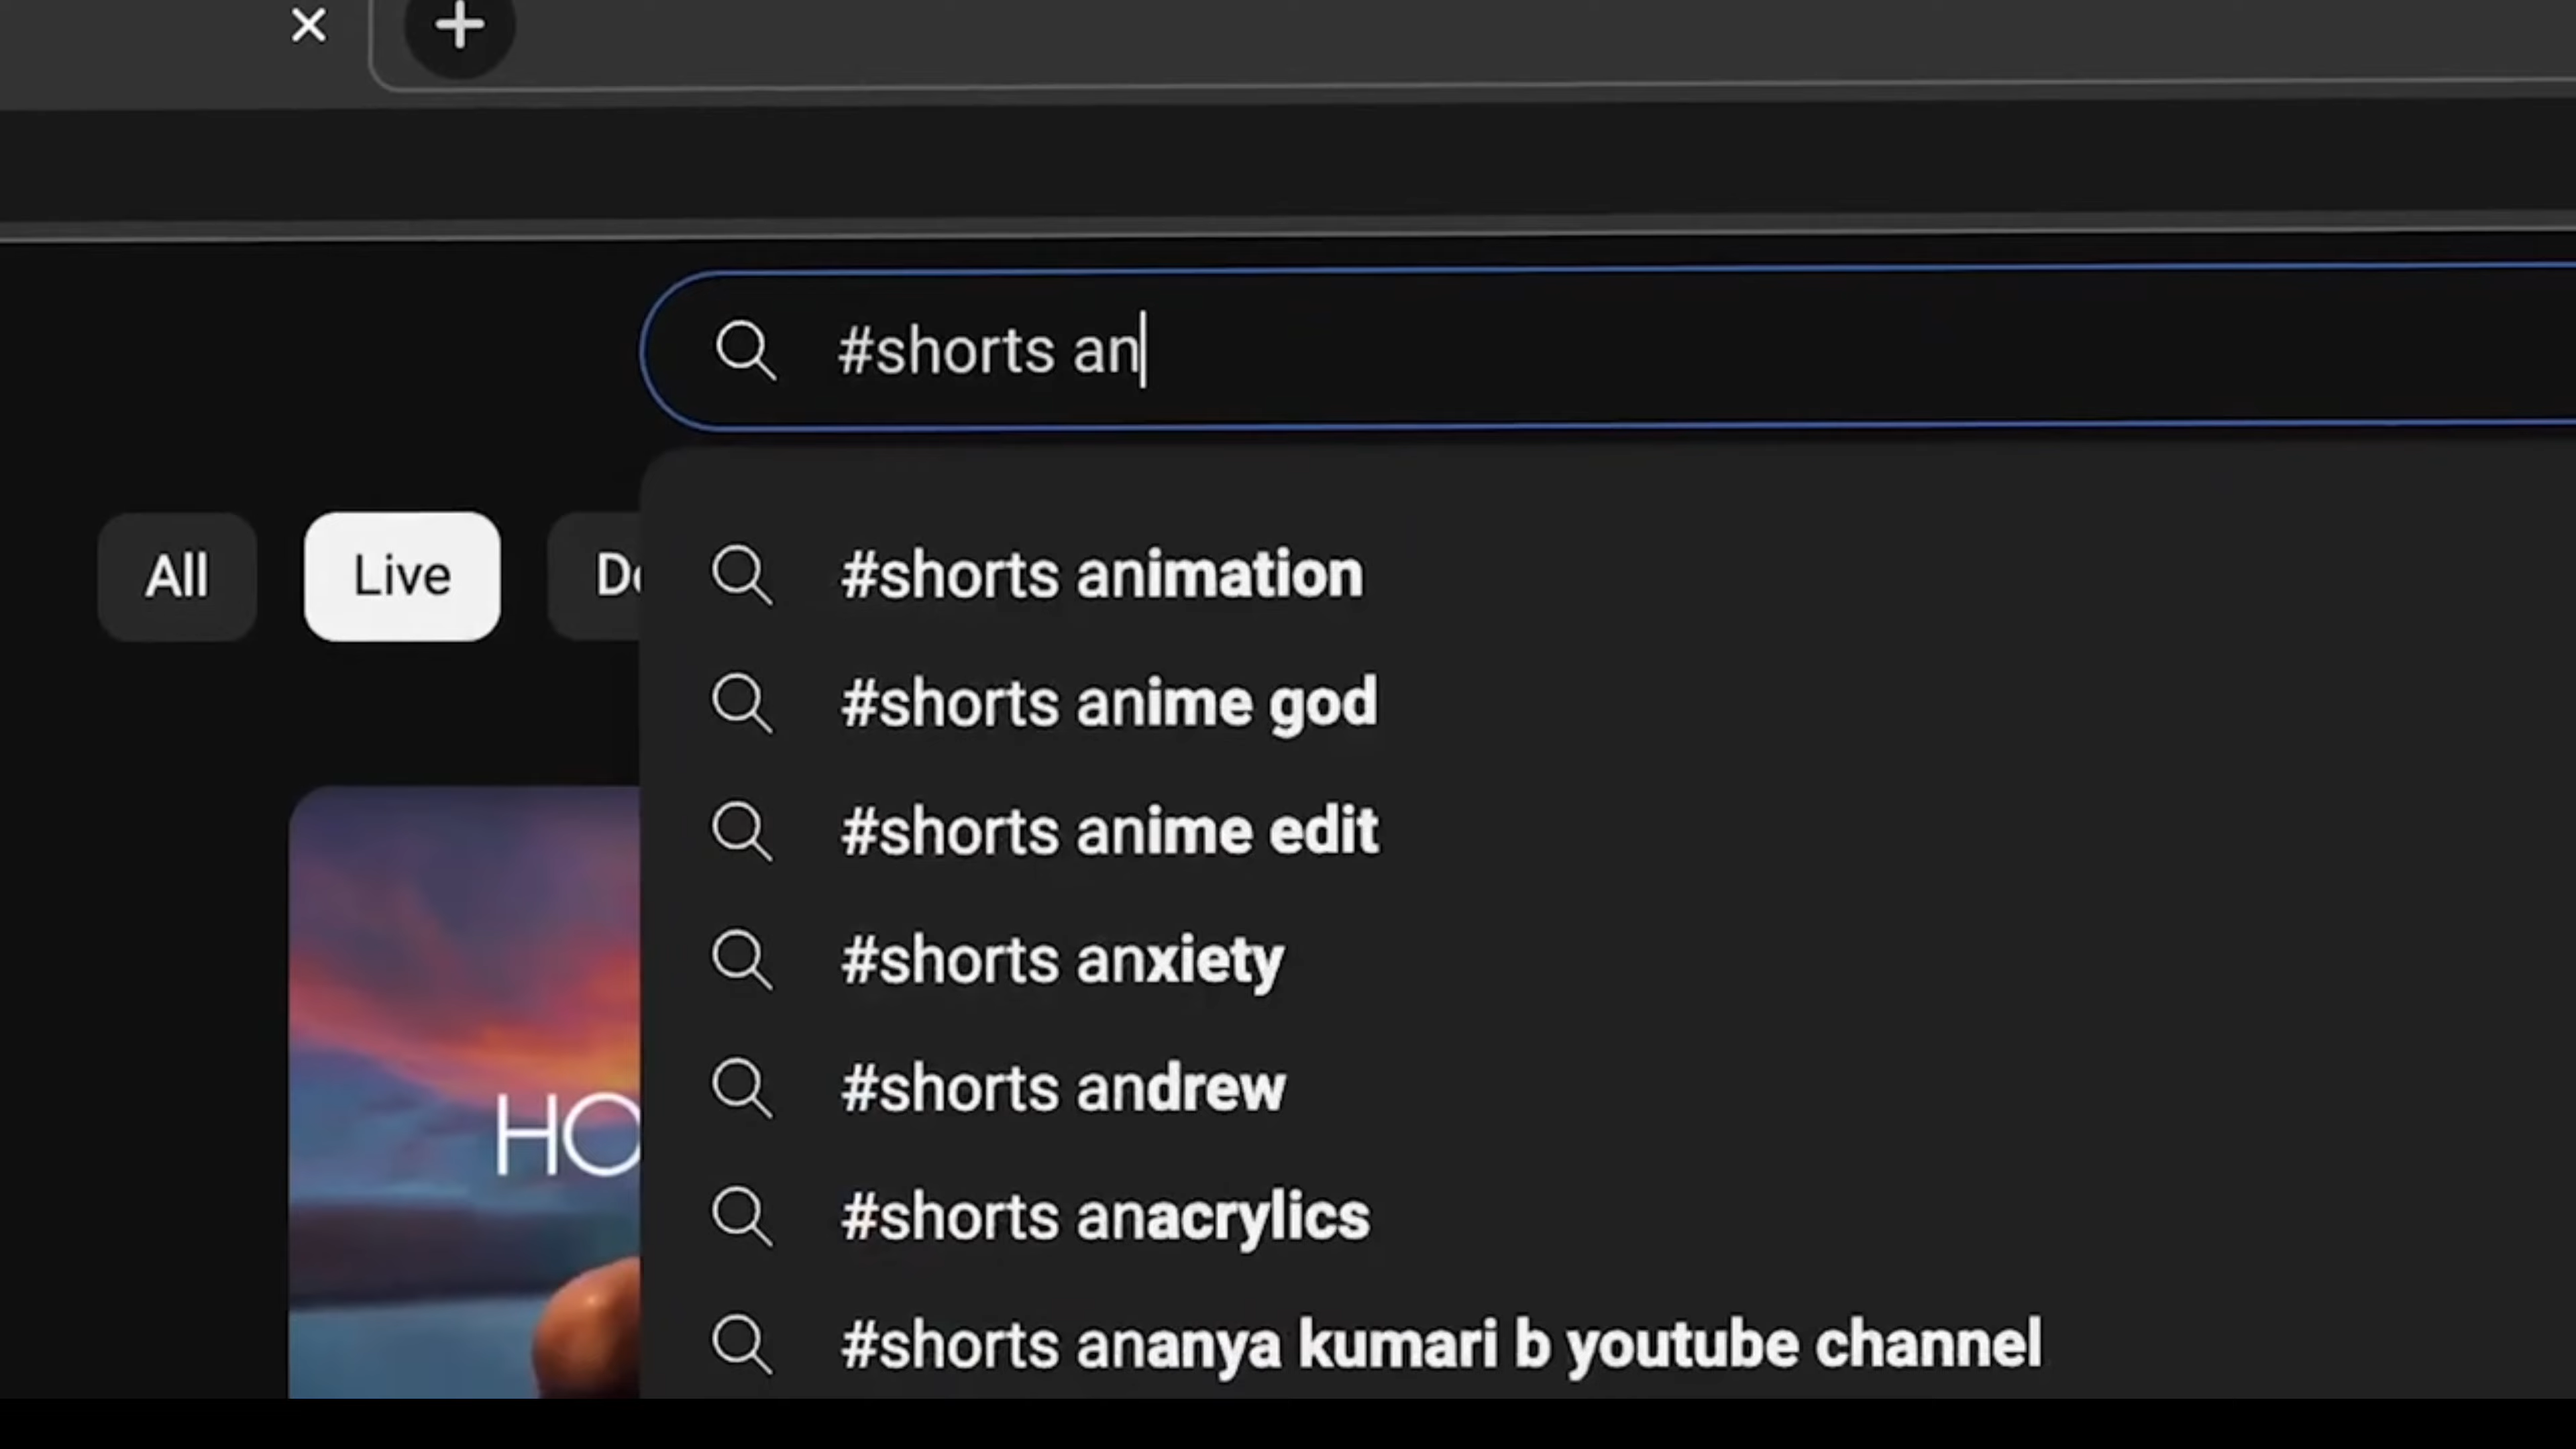 #shorts an
All Live
#shorts animation
#shorts anime god
#shorts anime edit
#shorts anxiety
#shorts andrew
#shorts anacrylics
#shorts ananya kumari b youtube channel